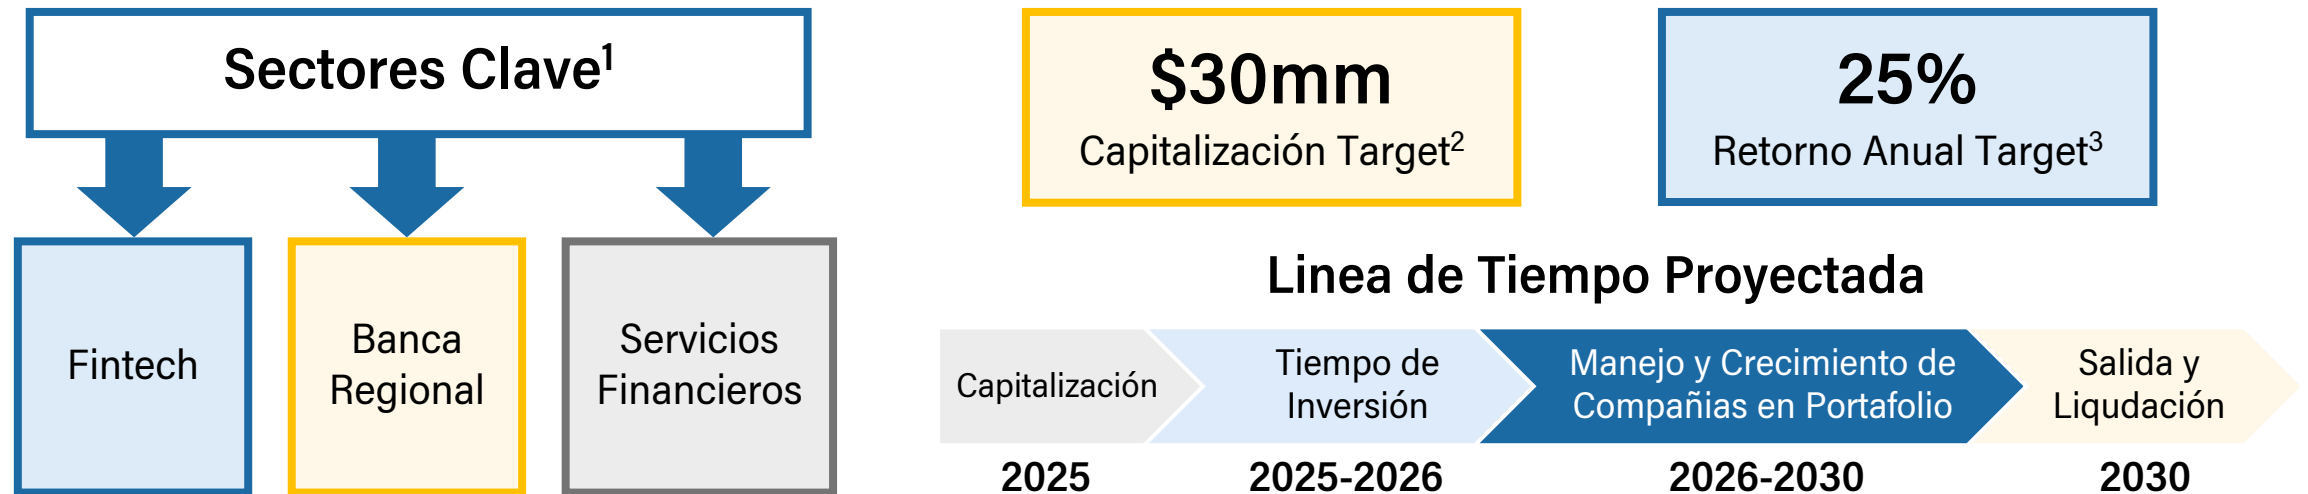 Sectores Clave¹
Fintech
Banca
Regional
Servicios
Financieros
$30mm
Capitalización Target²
25%
Retorno Anual Target³
Linea de Tiempo Proyectada
Capitalización
Tiempo de
Inversión
Manejo y Crecimiento de
Compañias en Portafolio
Salida y
Liqudación
2025
2025-2026
2026-2030
2030